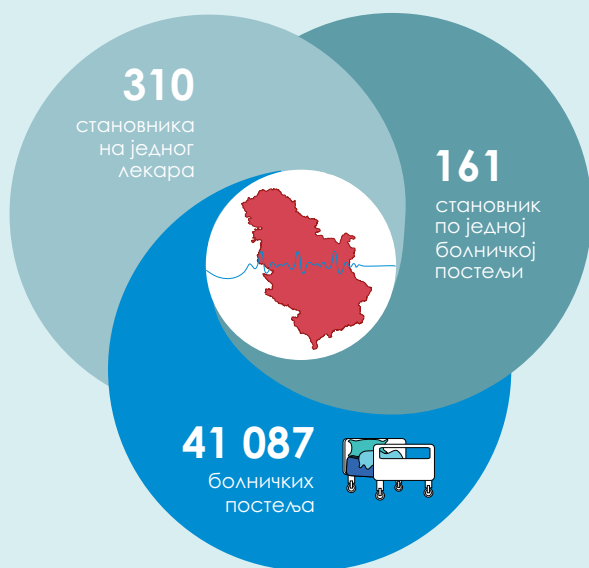 310
становника
на једног
лекара
161
становник
по једној
болничкој
постељи
41 087
болничких
постеља